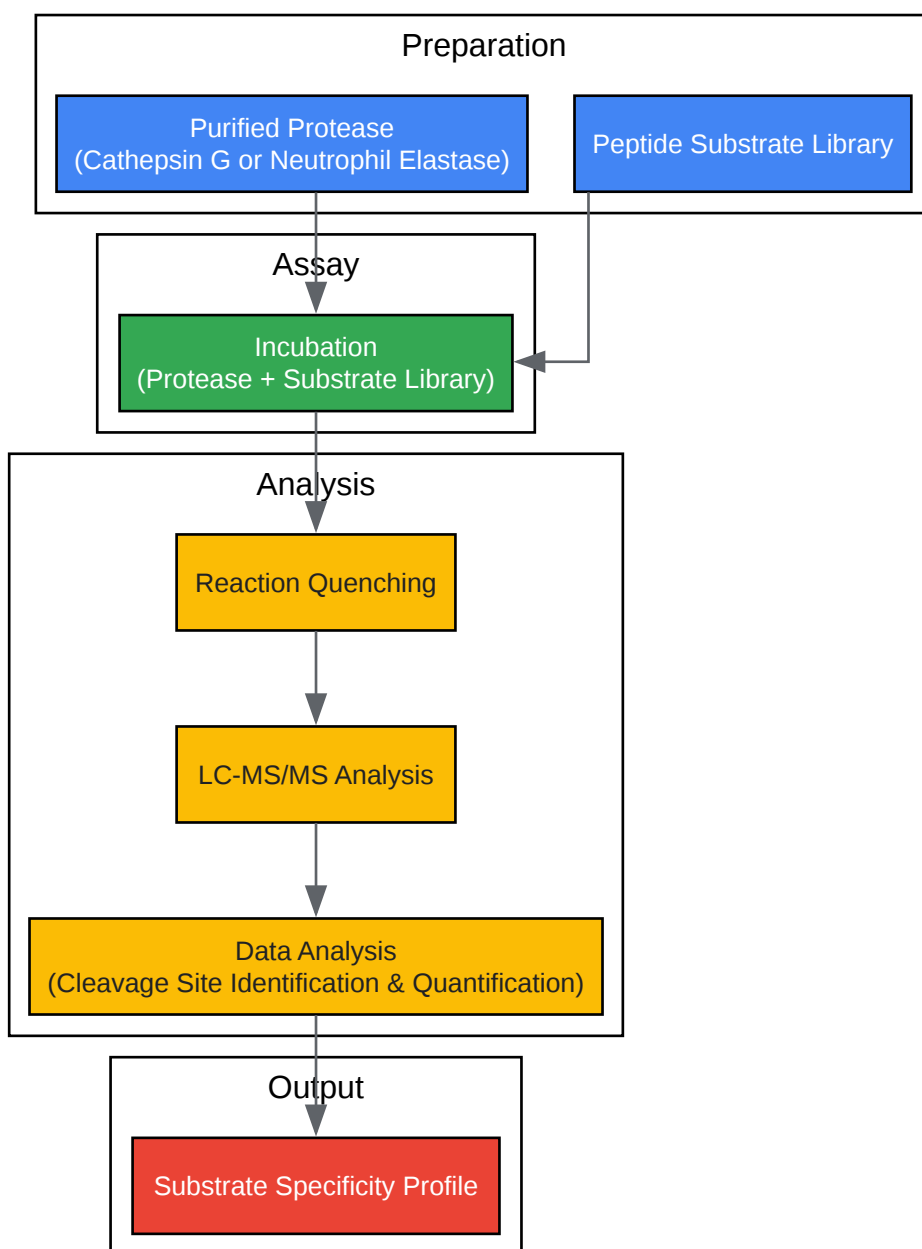 Preparation
Purified Protease
(Cathepsin G or Neutrophil Elastase)
Peptide Substrate Library
Assay
Incubation
(Protease + Substrate Library)
Analysis
Reaction Quenching
LC-MS/MS Analysis
Data Analysis
(Cleavage Site Identification & Quantification)
Output
Substrate Specificity Profile